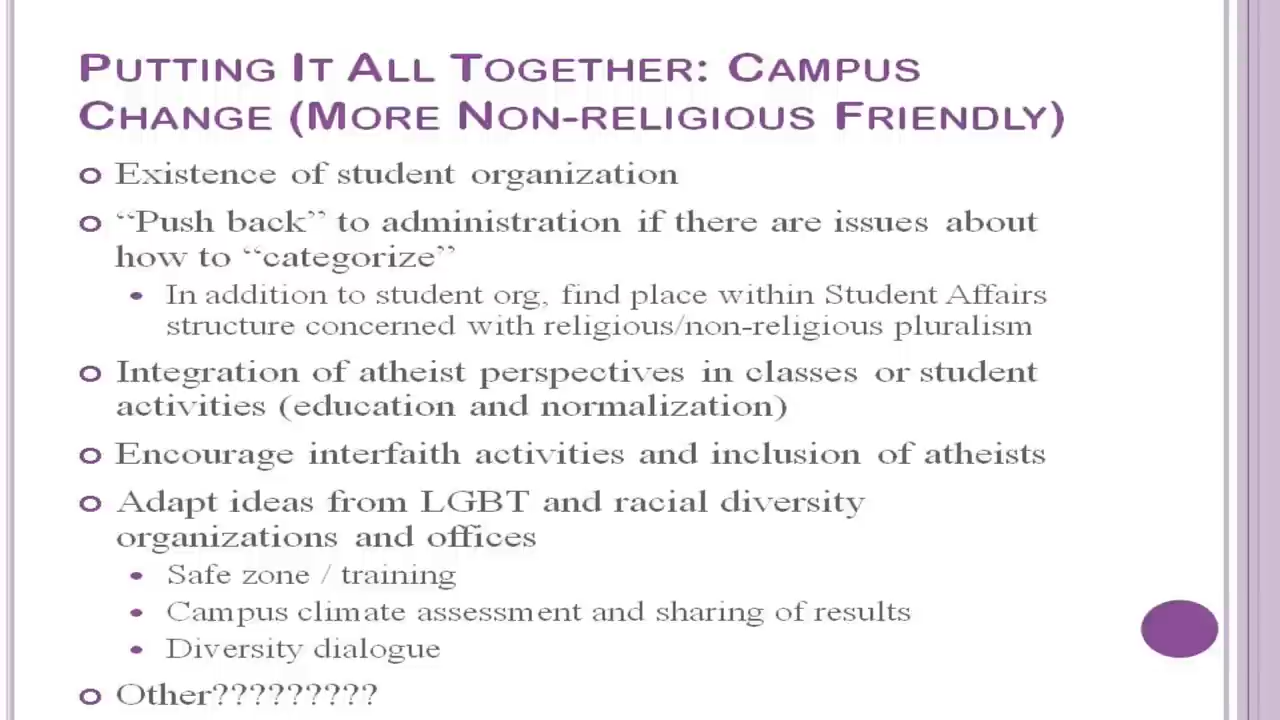 PUTTING IT ALL TOGETHER: CAMPUS
CHANGE (MORE NON-RELIGIOUS FRIENDLY)
Existence of student organization
“Push back” to administration if there are issues about
how to “categorize”
In addition to student org, find place within Student Affairs
structure concerned with religious/non-religious pluralism
Integration of atheist perspectives in classes or student
activities (education and normalization)
Encourage interfaith activities and inclusion of atheists
Adapt ideas from LGBT and racial diversity
organizations and offices
Safe zone / training
Campus climate assessment and sharing of results
Diversity dialogue
Other?????????